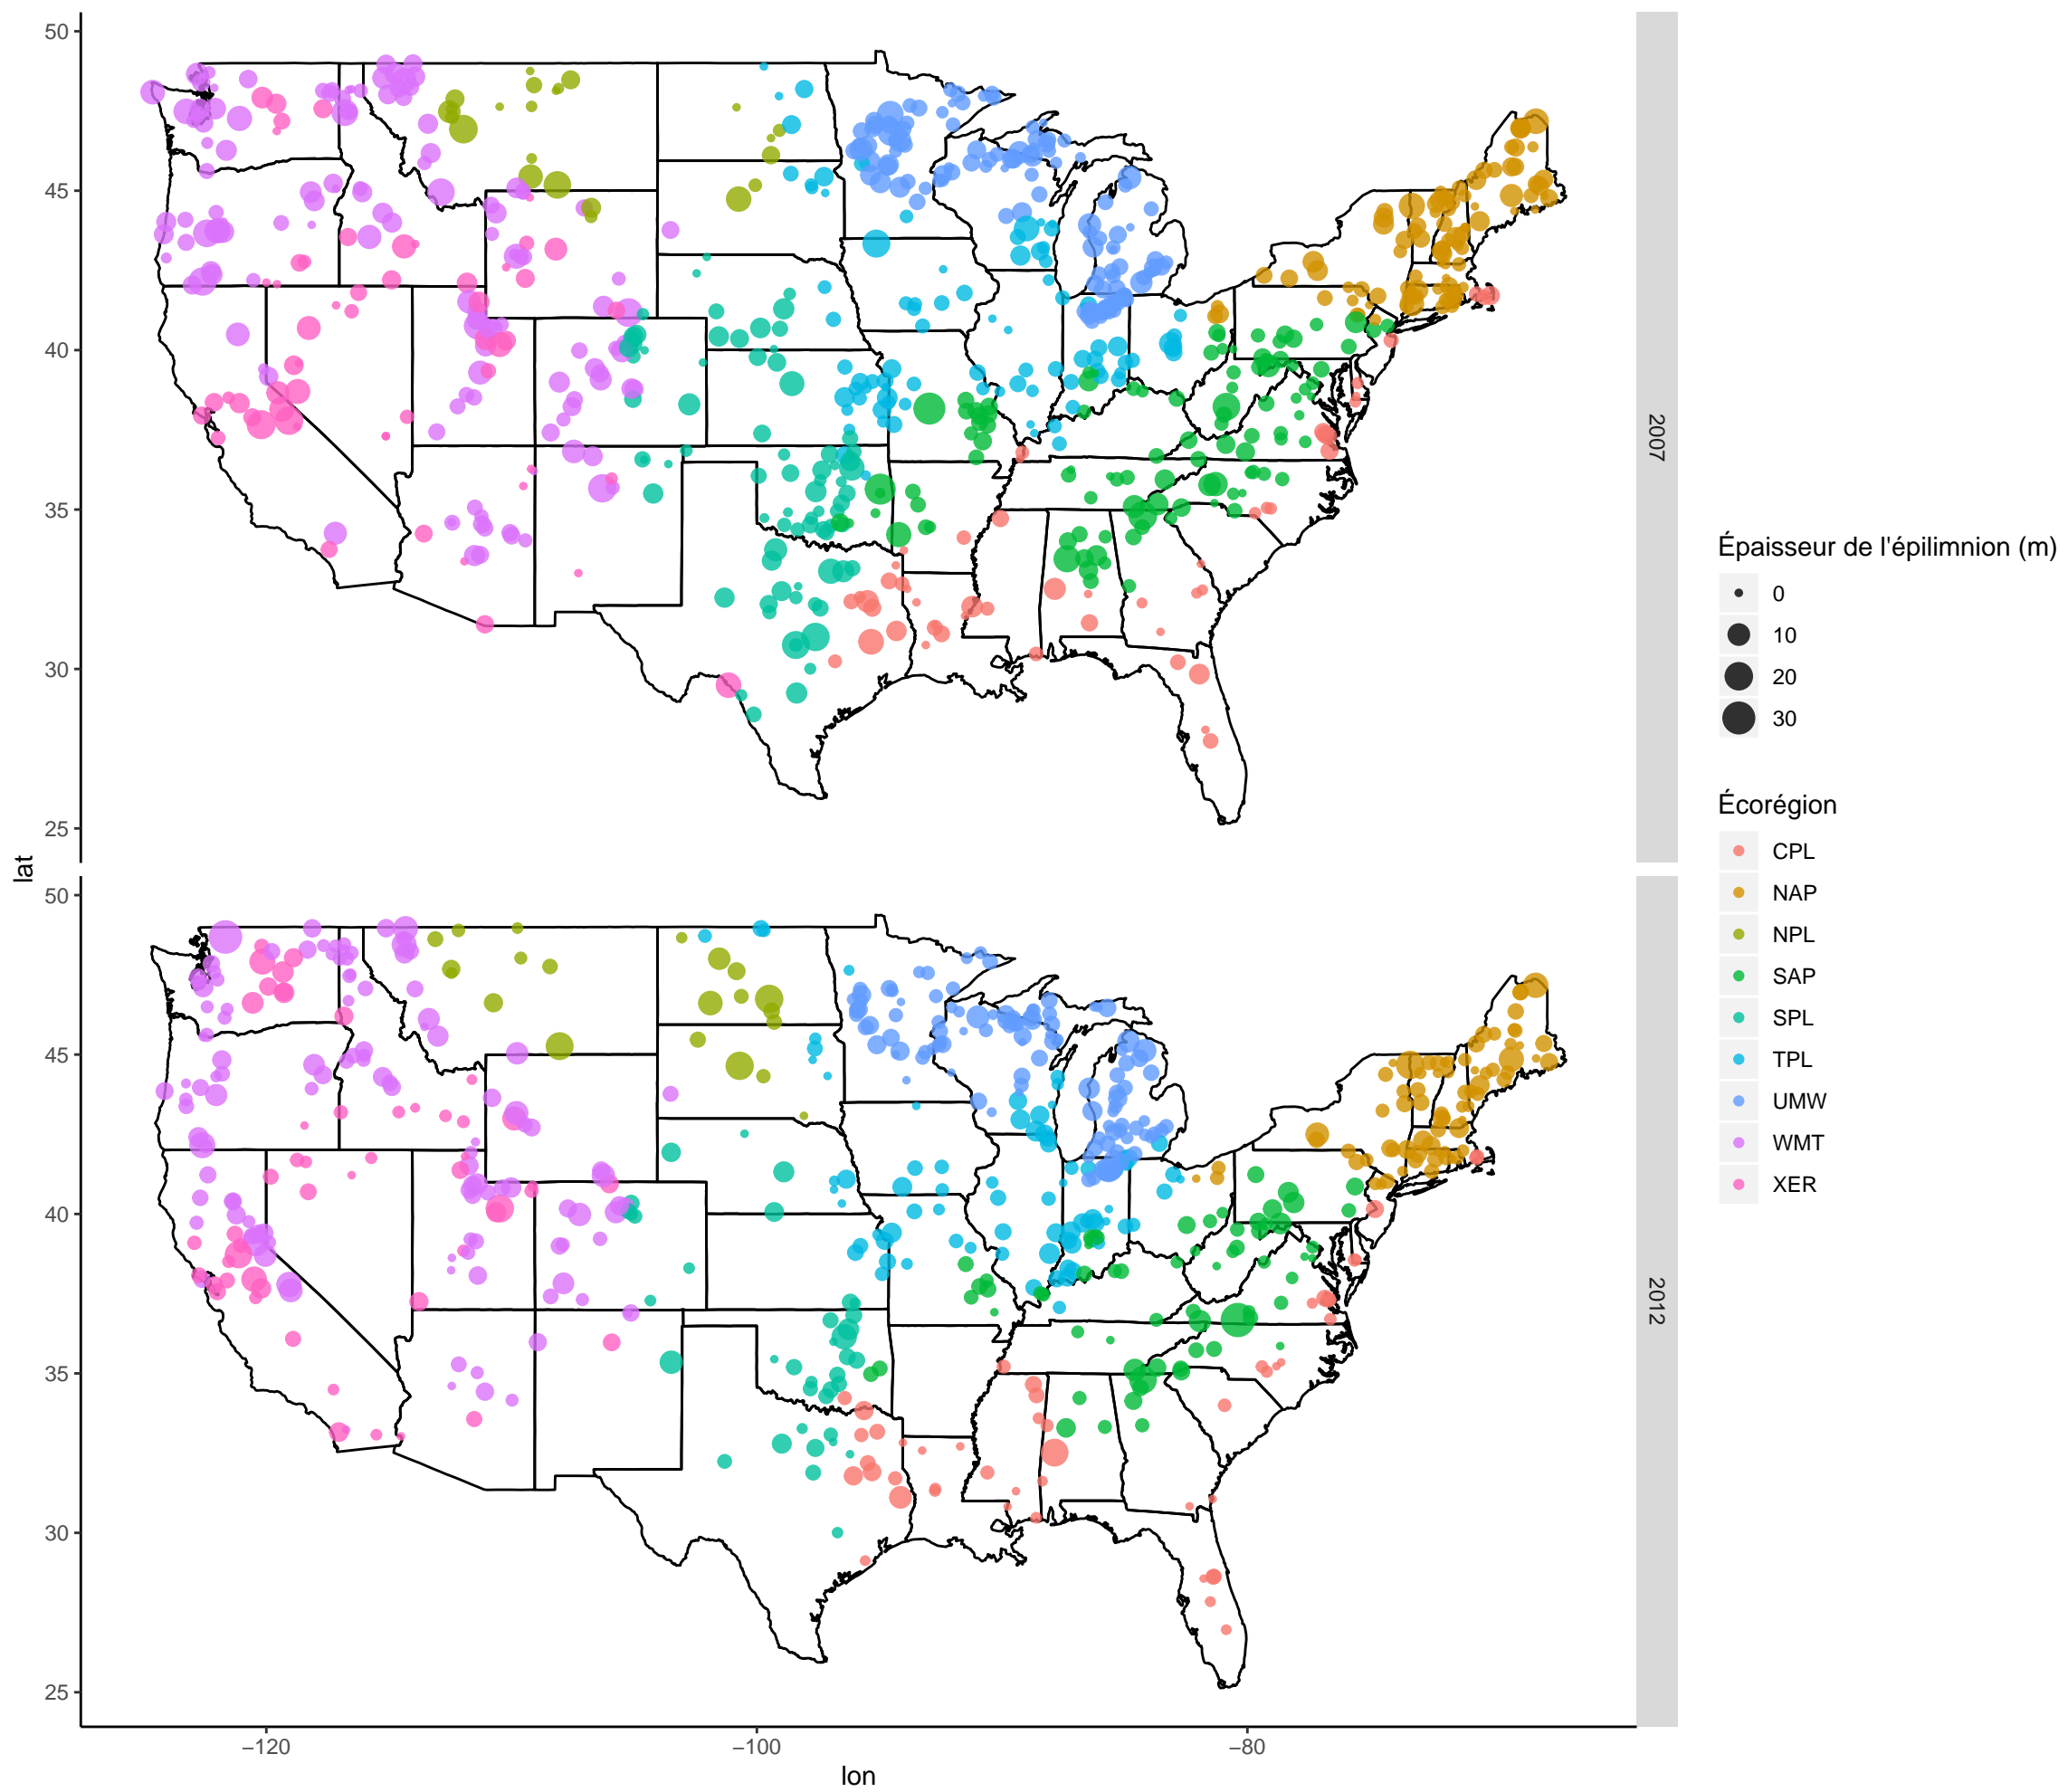 50
45
40
35
30
25
2007
50
45
40
35
30
25
2012
lat
−120
−100
−80
lon
Épaisseur de l'épilimnion (m)
0
10
20
30
Écorégion
CPL
NAP
NPL
SAP
SPL
TPL
UMW
WMT
XER